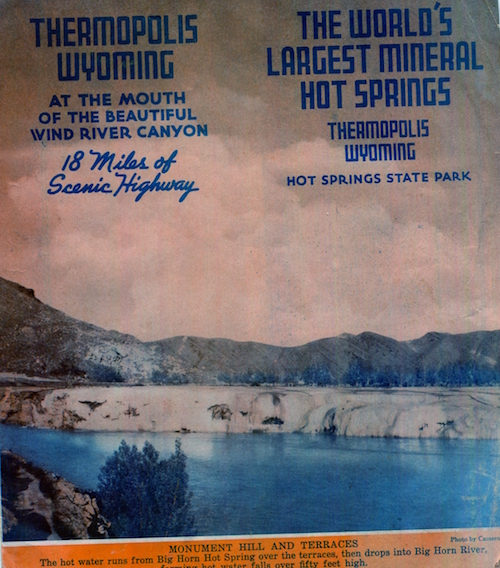 THERMOPOLIS
WYOMING
AT THE MOUTH
OF THE BEAUTIFUL
WIND RIVER CANYON
18 Miles of
Scenic Highway
THE WORLD'S
LARGEST MINERAL
HOT SPRINGS
THERMOPOLIS
WYOMING
HOT SPRINGS STATE PARK
Photo by
MONUMENT HILL AND TERRACES
The hot water runs from Big Horn Hot Spring over the terraces, then drops into Big Horn River,
forming hot water falls over fifty feet high.